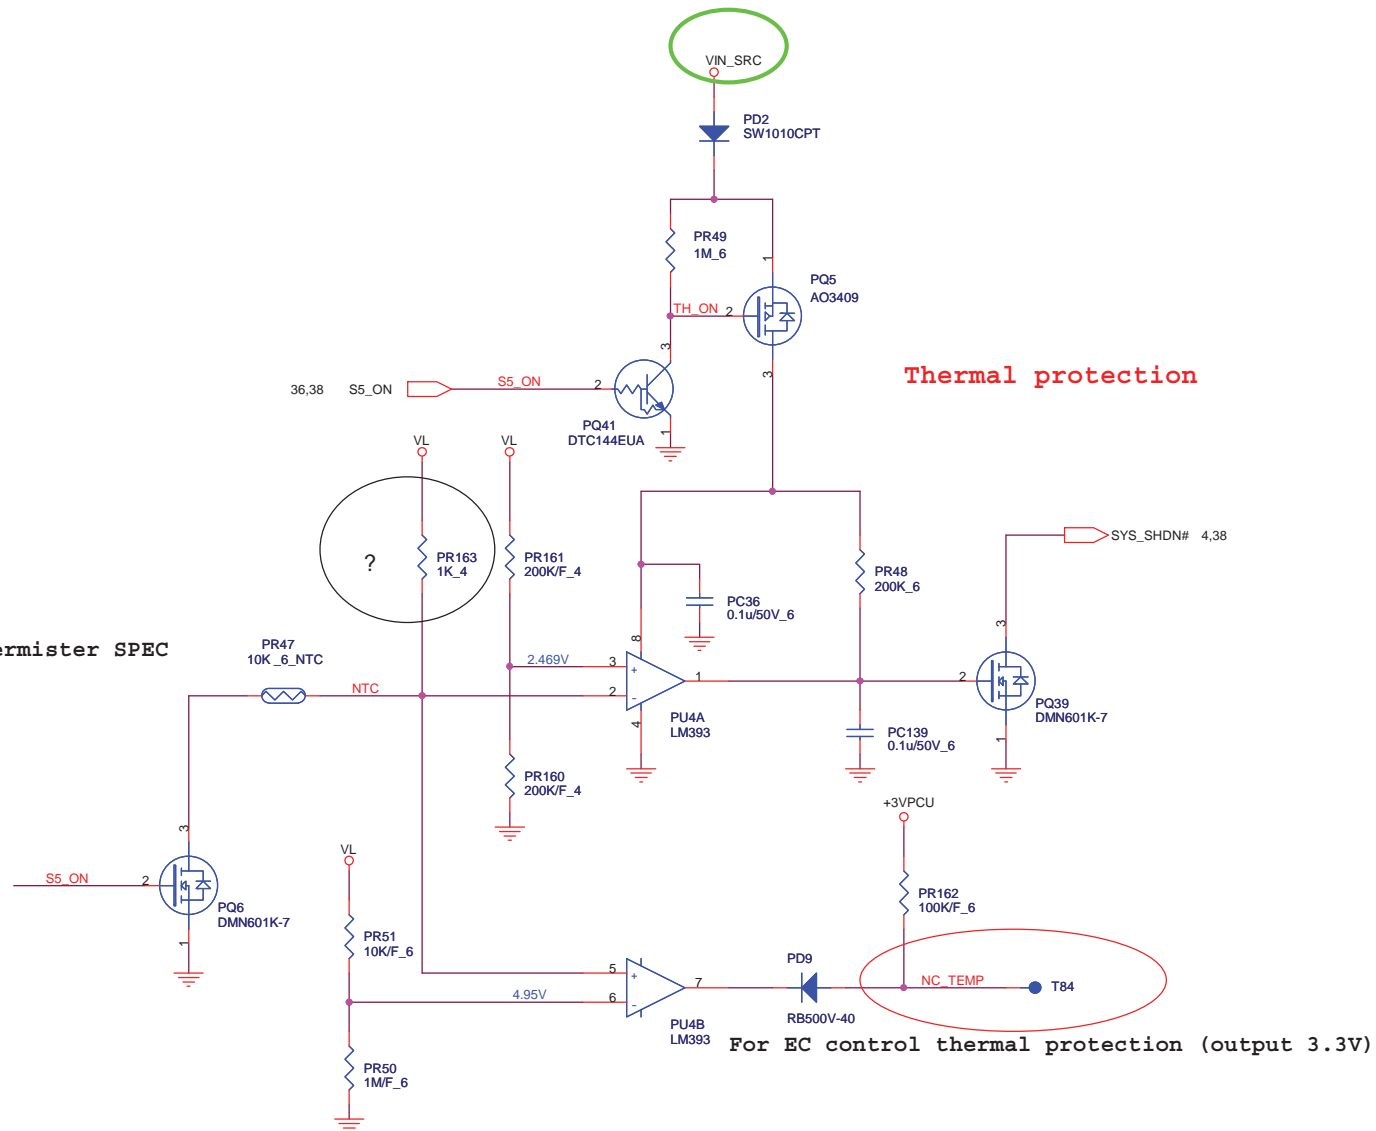 VIN_SRC
PD2
SW1010CPT
PR49
1M_6
1
PQ5
AO3409
TH_ON 2
3
3
36,38 S5_ON
S5_ON
2
PQ41
DTC144EUA
1
Thermal protection
VL
VL
?
PR163
1K_4
PR161
200K/F_4
PR48
200K_6
SYS_SHDN# 4,38
PC36
0.1u/50V_6
ermister SPEC
PR47
10K_6_NTC
NTC
2.469V
8
3
+
2
-
1
4
PU4A
LM393
3
2
PQ39
DMN601K-7
1
PC139
0.1u/50V_6
PR160
200K/F_4
+3VPCU
3
S5_ON
2
PQ6
DMN601K-7
1
VL
PR51
10K/F_6
PR162
100K/F_6
5
+
4.95V
6
-
7
PU4B
LM393
PD9
RB500V-40
NC_TEMP
T84
For EC control thermal protection (output 3.3V)
PR50
1M/F_6